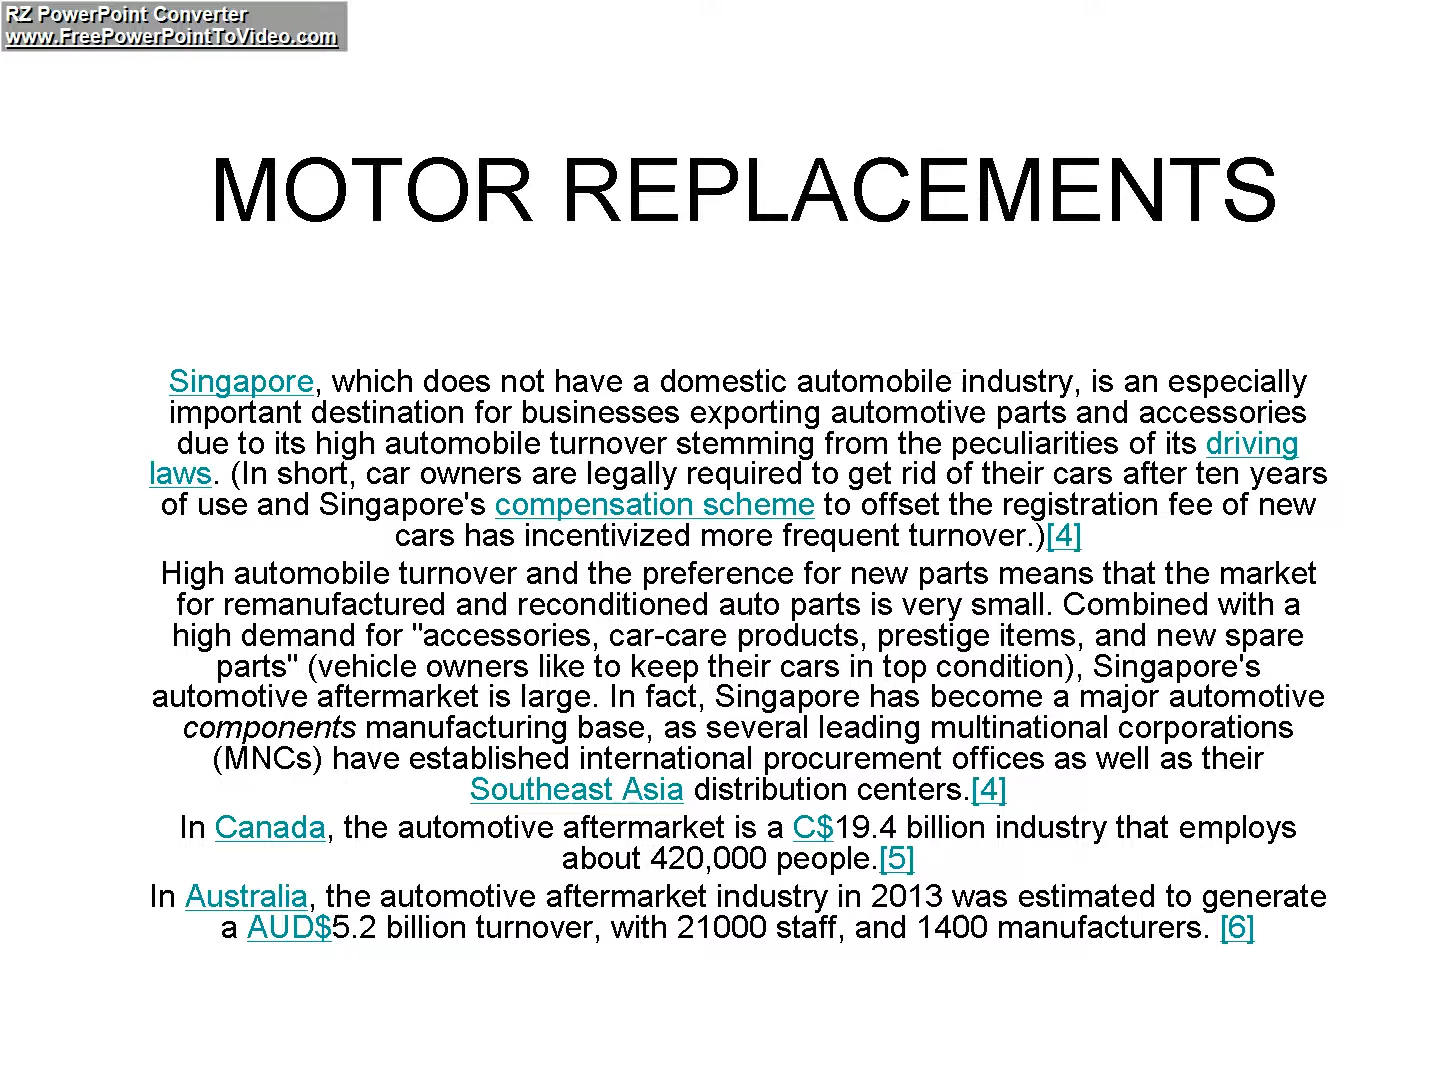 RZ PowerPoint Converter
www.FreePowerPointToVideo.com
MOTOR REPLACEMENTS
Singapore, which does not have a domestic automobile industry, is an especially
important destination for businesses exporting automotive parts and accessories
due to its high automobile turnover stemming from the peculiarities of its driving
laws. (In short, car owners are legally required to get rid of their cars after ten years
of use and Singapore's compensation scheme to offset the registration fee of new
cars has incentivized more frequent turnover.)[4]
High automobile turnover and the preference for new parts means that the market
for remanufactured and reconditioned auto parts is very small. Combined with a
high demand for "accessories, car-care products, prestige items, and new spare
parts" (vehicle owners like to keep their cars in top condition), Singapore's
automotive aftermarket is large. In fact, Singapore has become a major automotive
components manufacturing base, as several leading multinational corporations
(MNCs) have established international procurement offices as well as their
Southeast Asia distribution centers.[4]
In Canada, the automotive aftermarket is a C$19.4 billion industry that employs
about 420,000 people.[5]
In Australia, the automotive aftermarket industry in 2013 was estimated to generate
a AUD$5.2 billion turnover, with 21000 staff, and 1400 manufacturers. [6]